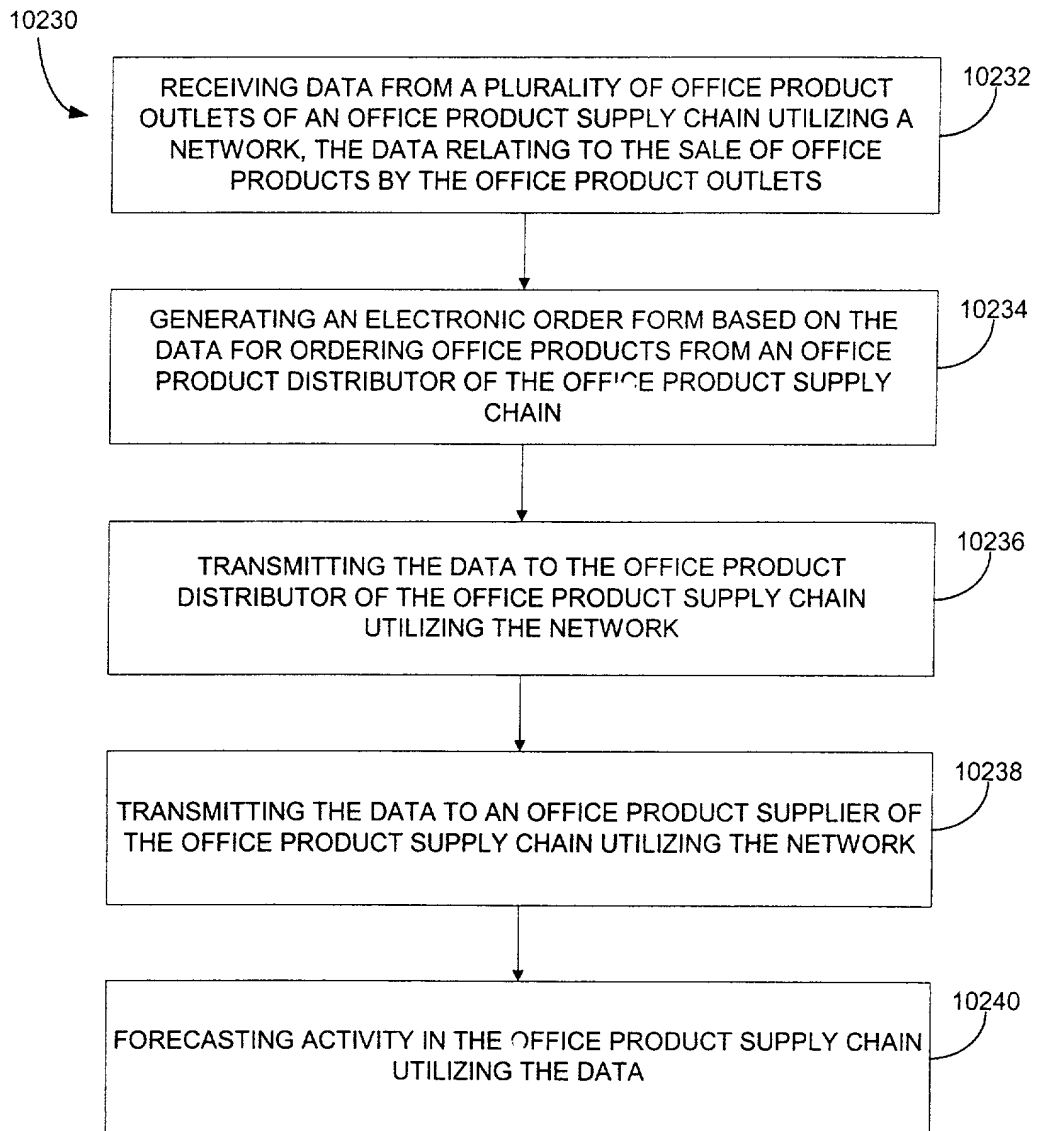 10230
RECEIVING DATA FROM A PLURALITY OF OFFICE PRODUCT
OUTLETS OF AN OFFICE PRODUCT SUPPLY CHAIN UTILIZING A
NETWORK, THE DATA RELATING TO THE SALE OF OFFICE
PRODUCTS BY THE OFFICE PRODUCT OUTLETS
10232
GENERATING AN ELECTRONIC ORDER FORM BASED ON THE
DATA FOR ORDERING OFFICE PRODUCTS FROM AN OFFICE
PRODUCT DISTRIBUTOR OF THE OFFICE PRODUCT SUPPLY
CHAIN
10234
TRANSMITTING THE DATA TO THE OFFICE PRODUCT
DISTRIBUTOR OF THE OFFICE PRODUCT SUPPLY CHAIN
UTILIZING THE NETWORK
10236
TRANSMITTING THE DATA TO AN OFFICE PRODUCT SUPPLIER OF
THE OFFICE PRODUCT SUPPLY CHAIN UTILIZING THE NETWORK
10238
FORECASTING ACTIVITY IN THE OFFICE PRODUCT SUPPLY CHAIN
UTILIZING THE DATA
10240